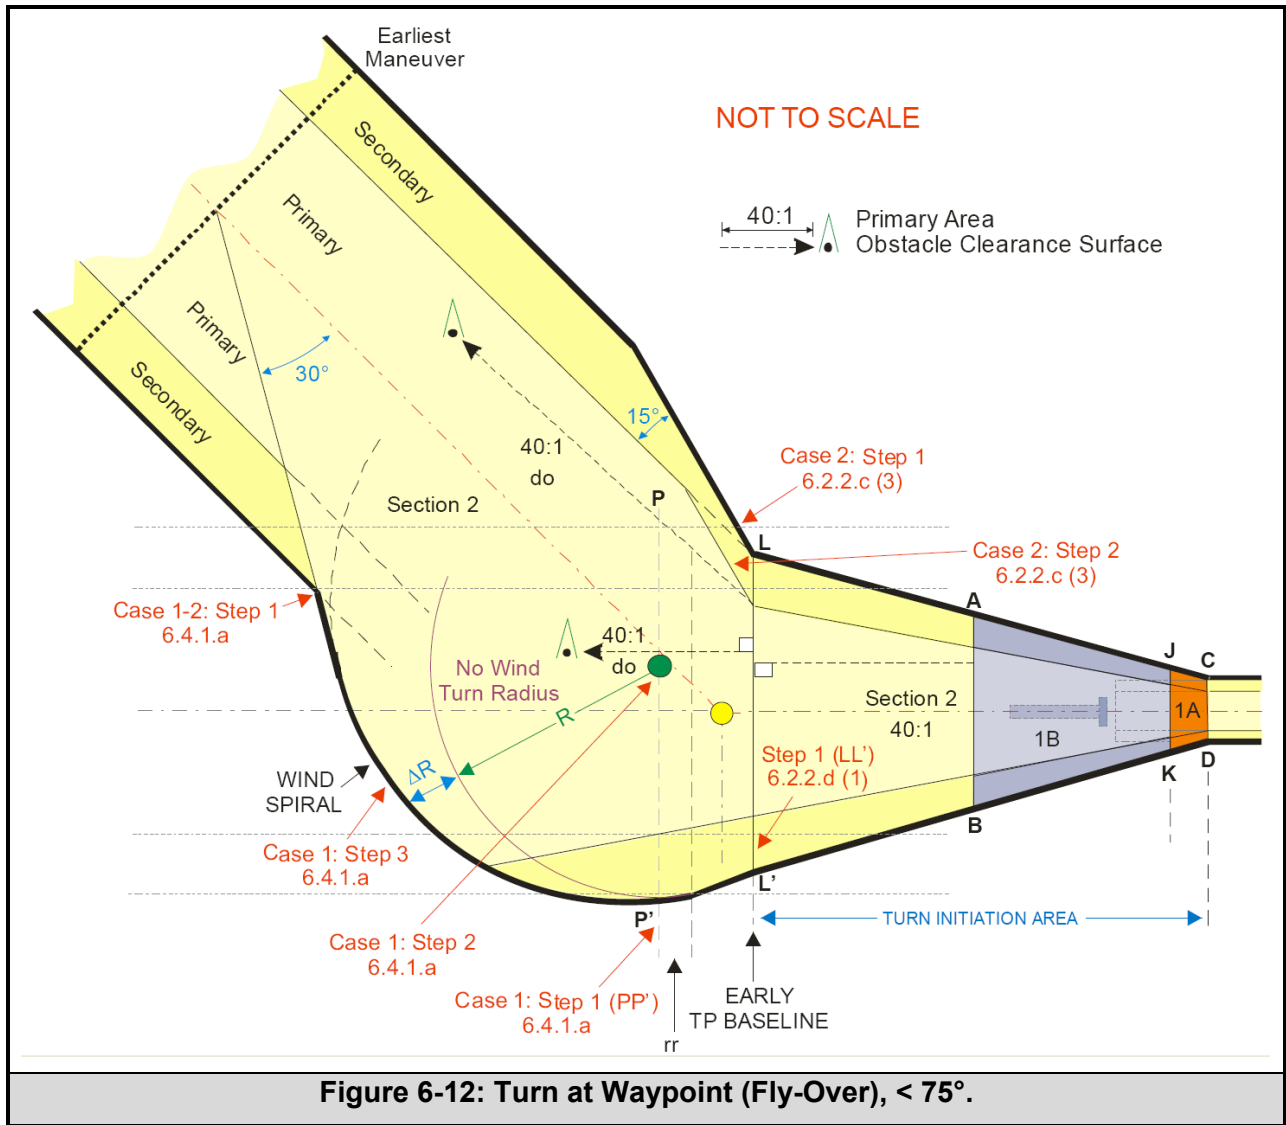 Earliest
Maneuver
NOT TO SCALE
Secondary
Primary
40:1
Primary Area
Obstacle Clearance Surface
Primary
Secondary
30°
15°
40:1
do
Section 2
P
Case 2: Step 1
6.2.2.c (3)
L
Case 2: Step 2
6.2.2.c (3)
A
Case 1-2: Step 1
6.4.1.a
40:1
do
No Wind
Turn Radius
R
J
C
Section 2
40:1
1A
1B
Step 1 (LL’)
6.2.2.d (1)
K
D
ΔR
WIND
SPIRAL
B
Case 1: Step 3
6.4.1.a
L’
P’
TURN INITIATION AREA
Case 1: Step 2
6.4.1.a
Case 1: Step 1 (PP’)
6.4.1.a
EARLY
TP BASELINE
rr
Figure 6-12: Turn at Waypoint (Fly-Over), < 75°.